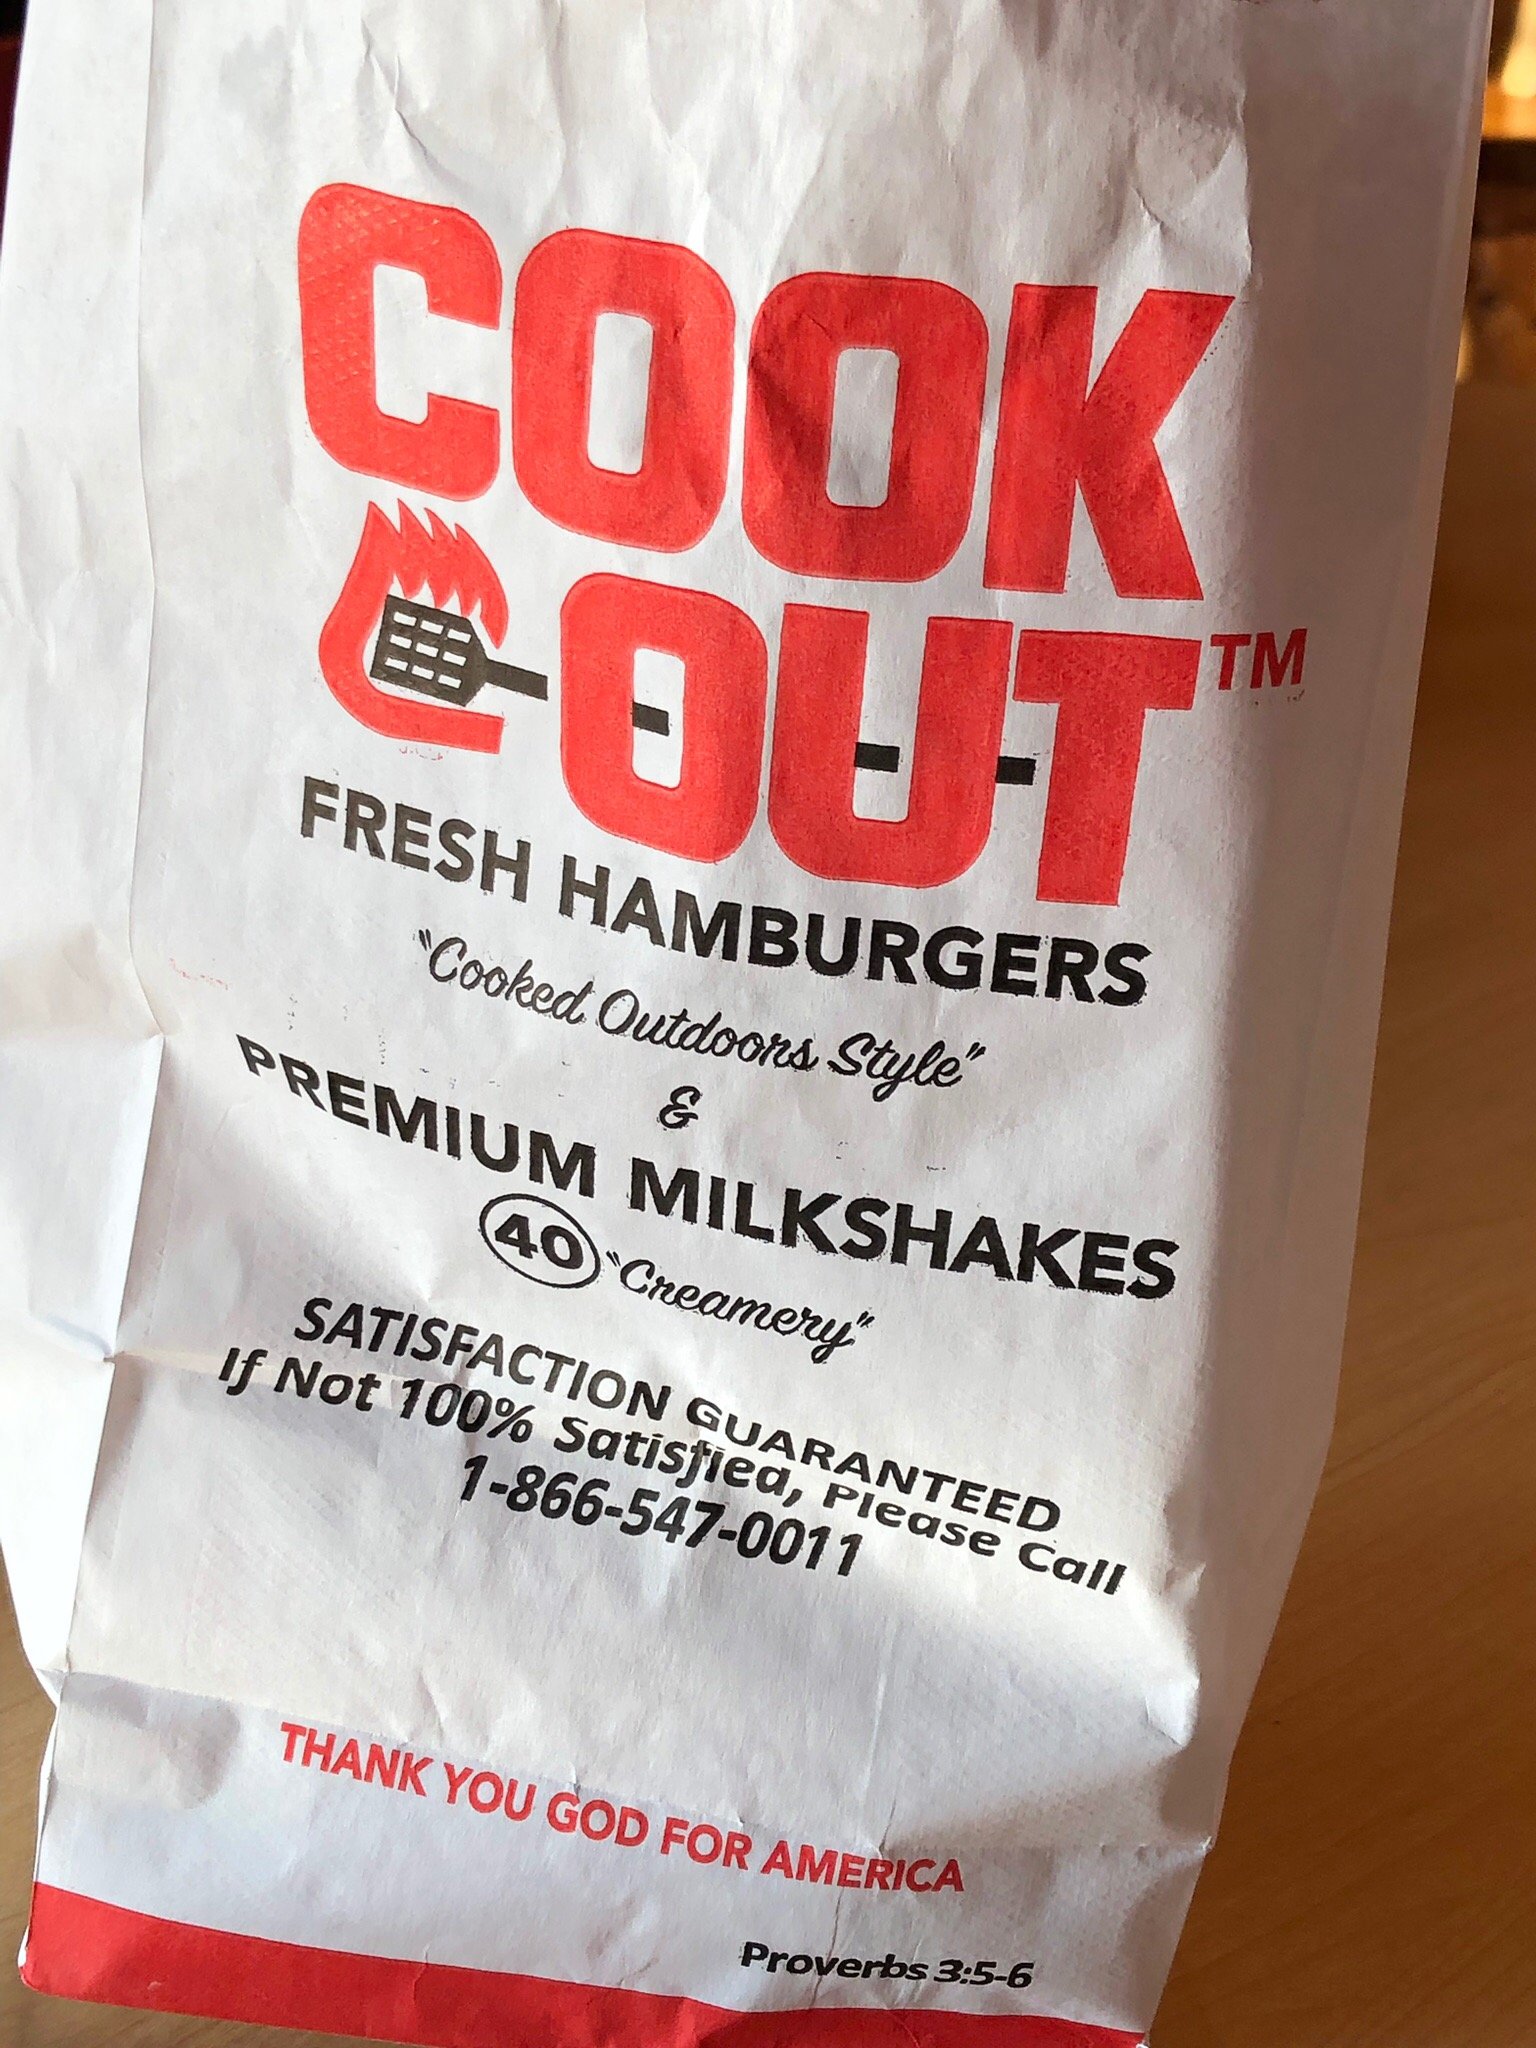 COOK
OUT™
FRESH HAMBURGERS
"Cooked Outdoors Style"
&
PREMIUM MILKSHAKES
40 "Creamery"
SATISFACTION GUARANTEED
If Not 100% Satisfied, Please Call
1-866-547-0011
THANK YOU GOD FOR AMERICA
Proverbs 3:5-6